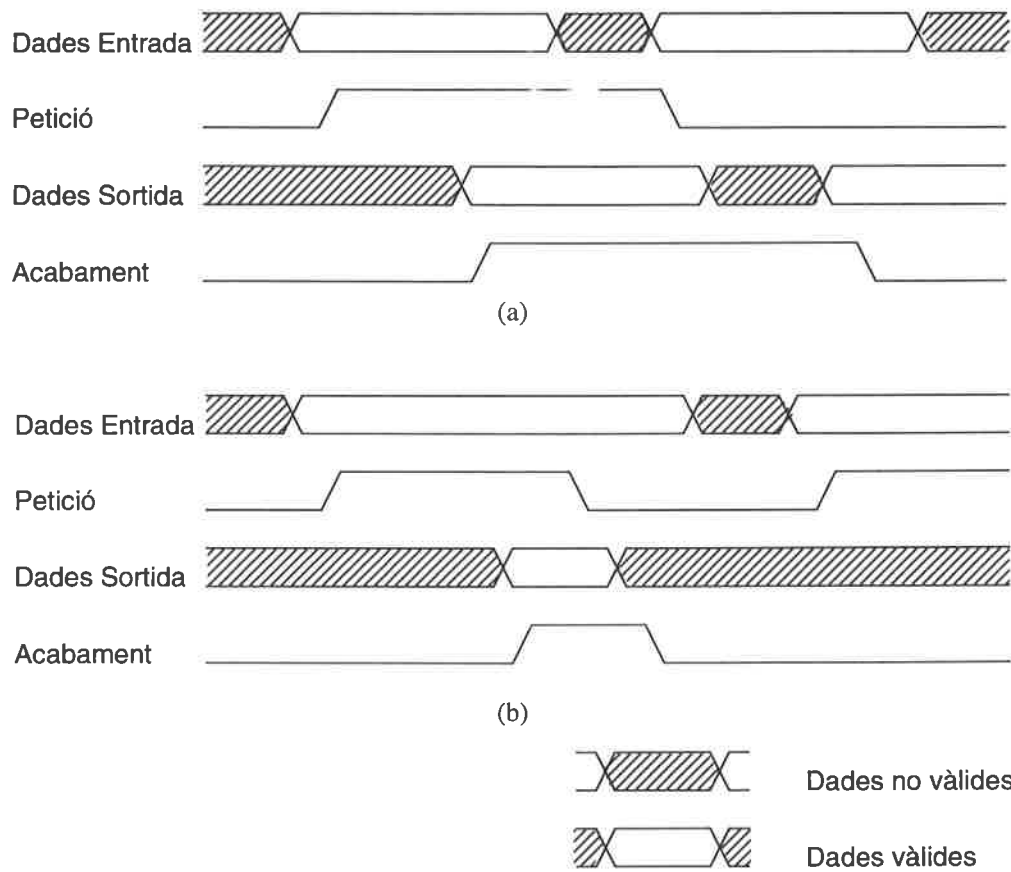 Dades Entrada
Petició
Dades Sortida
Acabament
(a)
Dades Entrada
Petició
Dades Sortida
Acabament
(b)
Dades no vàlides
Dades vàlides